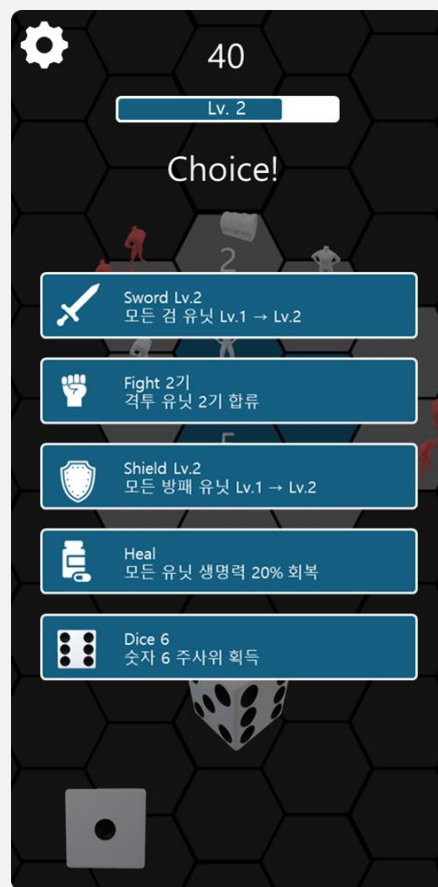 40
Lv. 2
Choice!
2
Sword Lv.2
모든 검 유닛 Lv.1 → Lv.2
Fight 2기
격투 유닛 2기 합류
5
Shield Lv.2
모든 방패 유닛 Lv.1 → Lv.2
Heal
모든 유닛 생명력 20% 회복
Dice 6
숫자 6 주사위 획득